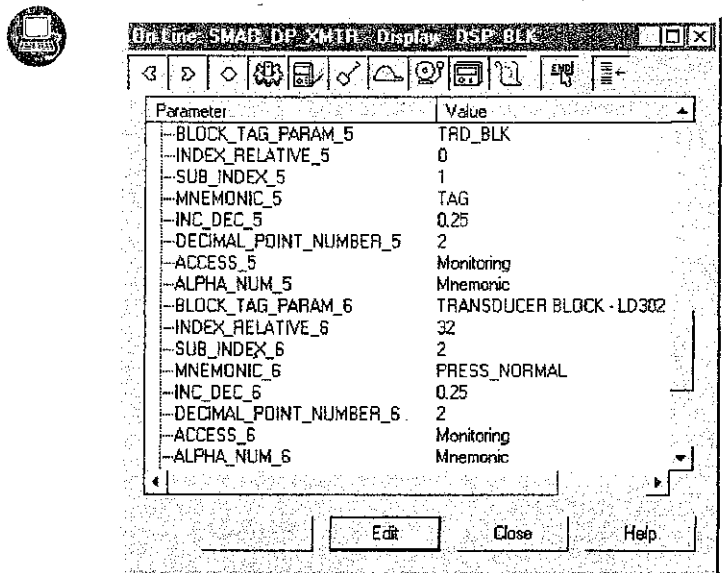 On Line: SMAB_DP_XMTR - Display: DSP_BLK
END
Parameter Value
BLOCK_TAG_PARAM_5 TRD_BLK
INDEX_RELATIVE_5 0
SUB_INDEX_5 1
MNEMONIC_5 TAG
INC_DEC_5 0.25
DECIMAL_POINT_NUMBER_5 2
ACCESS_5 Monitoring
ALPHA_NUM_5 Mnemonic
BLOCK_TAG_PARAM_6 TRANSDUCER BLOCK - LD302
INDEX_RELATIVE_6 32
SUB_INDEX_6 2
MNEMONIC_6 PRESS_NORMAL
INC_DEC_6 0.25
DECIMAL_POINT_NUMBER_6 2
ACCESS_6 Monitoring
ALPHA_NUM_6 Mnemonic
Edit Close Help